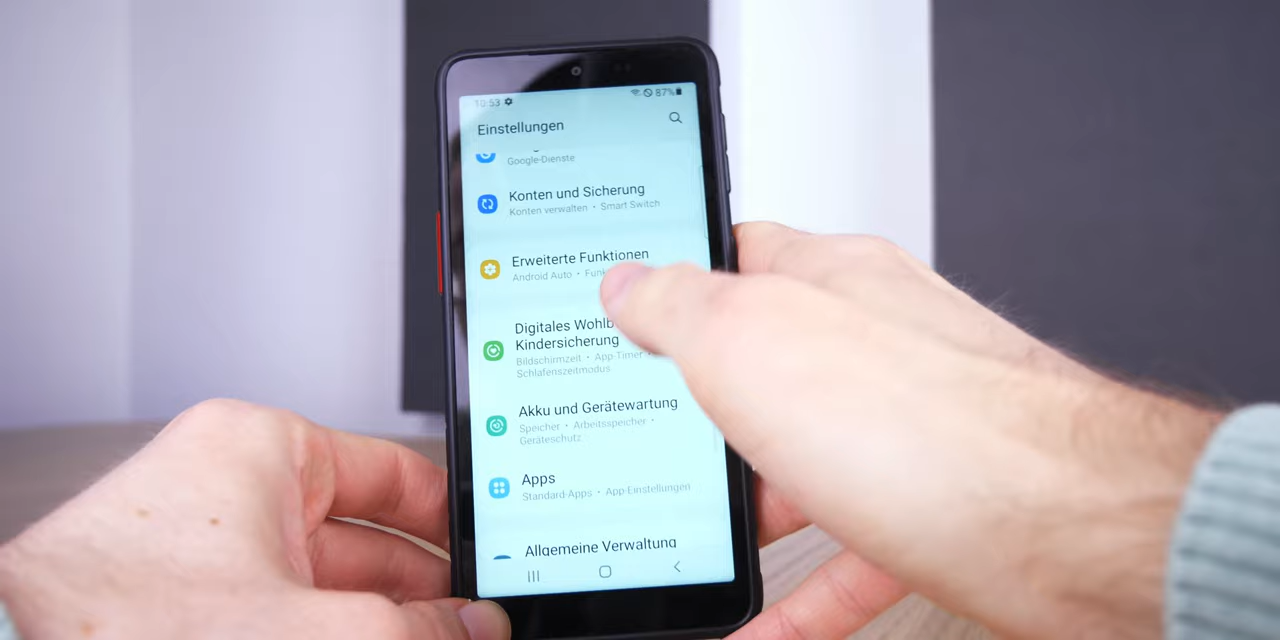 10:53
87%
Einstellungen
Google-Dienste
Konten und Sicherung
Konten verwalten • Smart Switch
Erweiterte Funktionen
Android Auto •
Digitales
Kindersicherung
Bildschirmzeit • App-Timer •
Schlafenszeitmodus
Akku und Gerätewartung
Speicher • Arbeitsspeicher •
Geräteschutz
Apps
Standard-Apps • App-Einstellungen
Allgemeine Verwaltung